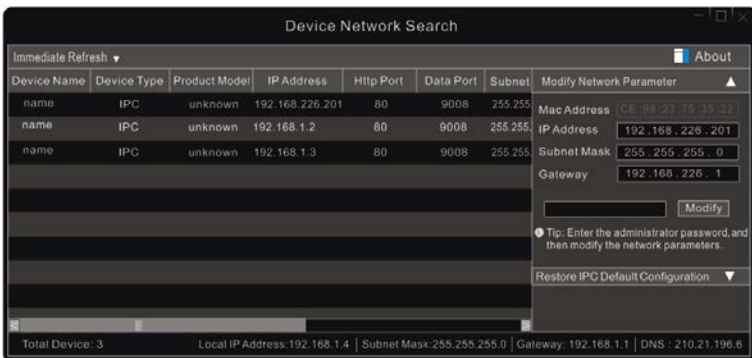 Device Network Search
Immediate Refresh ▼
About
Device Name Device Type Product Model IP Address Http Port Data Port Subnet
name IPC unknown 192.168.226.201 80 9008 255.255
name IPC unknown 192.168.1.2 80 9008 255.255.
name IPC unknown 192.168.1.3 80 9008 255.255.
Modify Network Parameter ▲
Mac Address CE :98 :23 :75 :35 :22
IP Address 192 . 168 . 226 . 201
Subnet Mask 255 . 255 . 255 . 0
Gateway 192 . 168 . 226 . 1
Modify
Tip: Enter the administrator password, and
then modify the network parameters.
Restore IPC Default Configuration ▼
Total Device: 3 Local IP Address:192.168.1.4 Subnet Mask:255.255.255.0 Gateway: 192.168.1.1 DNS : 210.21.196.6